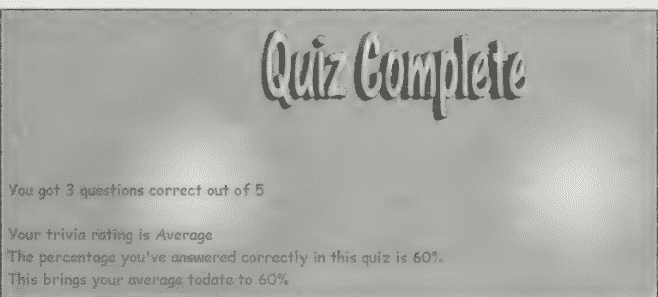 Quiz Complete
You got 3 questions correct out of 5
Your trivia rating is Average
The percentage you've answered correctly in this quiz is 60%
This brings your average todate to 60%